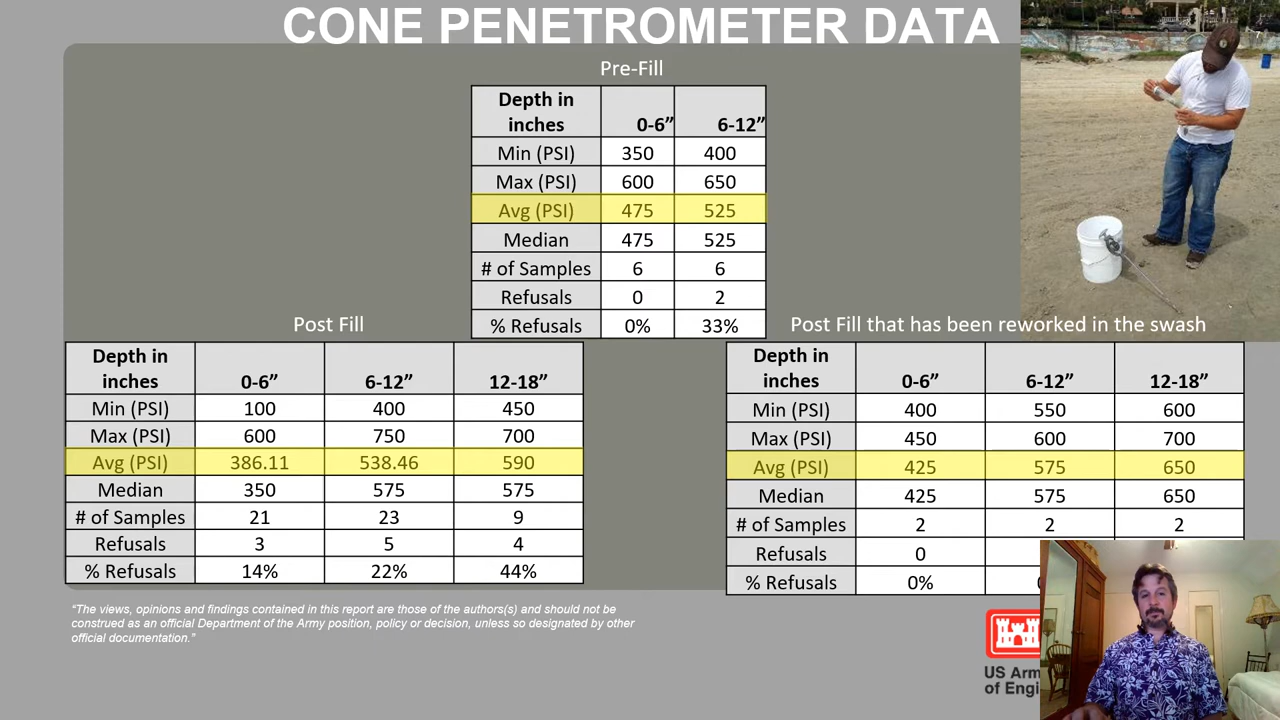 CONE PENETROMETER DATA
Pre-Fill
Depth in inches 0-6” 6-12”
Min (PSI) 350 400
Max (PSI) 600 650
Avg (PSI) 475 525
Median 475 525
# of Samples 6 6
Refusals 0 2
% Refusals 0% 33%
Post Fill
Depth in inches 0-6” 6-12” 12-18”
Min (PSI) 100 400 450
Max (PSI) 600 750 700
Avg (PSI) 386.11 538.46 590
Median 350 575 575
# of Samples 21 23 9
Refusals 3 5 4
% Refusals 14% 22% 44%
Post Fill that has been reworked in the swash
Depth in inches 0-6” 6-12” 12-18”
Min (PSI) 400 550 600
Max (PSI) 450 600 700
Avg (PSI) 425 575 650
Median 425 575 650
# of Samples 2 2 2
Refusals 0
% Refusals 0%
“The views, opinions and findings contained in this report are those of the authors(s) and should not be
construed as an official Department of the Army position, policy or decision, unless so designated by other
official documentation.”
US Arm
of Engi